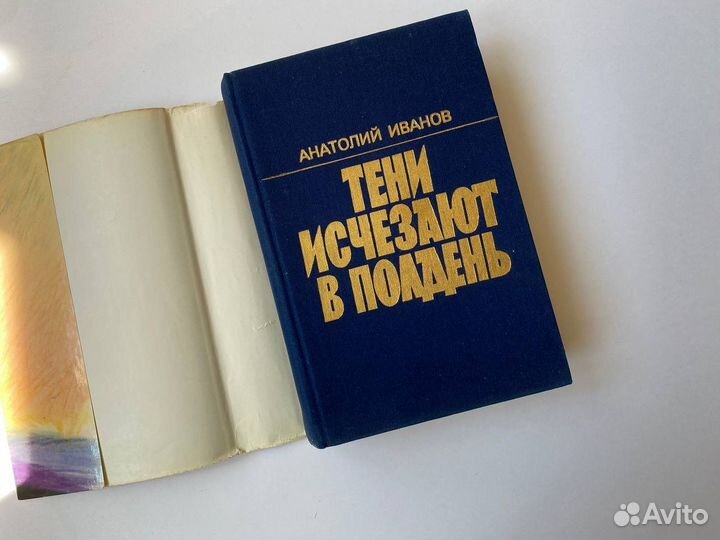 АНАТОЛИЙ ИВАНОВ
ТЕНИ
ИСЧЕЗАЮТ
В ПОЛДЕНЬ
Avito